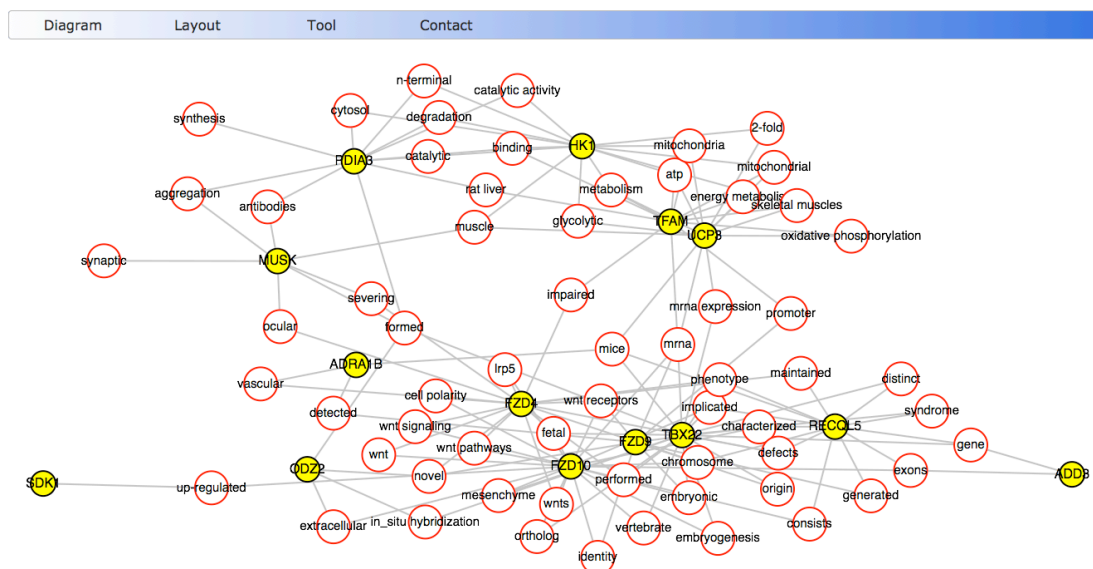 Diagram Layout Tool Contact
n-terminal
catalytic activity
cytosol
degradation
synthesis
2-fold
HK1
binding
mitochondria
catalytic
PDIA3
mitochondrial
atp
rat liver
metabolism
aggregation
energy metabolis
antibodies
skeletal muscles
muscle
glycolytic
TFAM
UCP3
oxidative phosphorylation
synaptic
MUSK
severing
impaired
mrna expression
promoter
ocular
formed
mice
mrna
ADRA1B
lrp5
vascular
phenotype
maintained
distinct
cell polarity
wnt receptors
FZD4
implicated
detected
syndrome
wnt signaling
characterized
RECQL5
fetal
TBX22
FZD9
gene
wnt
wnt pathways
defects
chromosome
FZD10
ODZ2
novel
exons
ADD3
SDK1
up-regulated
performed
origin
generated
mesenchyme
embryonic
wnts
extracellular
in_situ hybridization
vertebrate
consists
ortholog
embryogenesis
identity